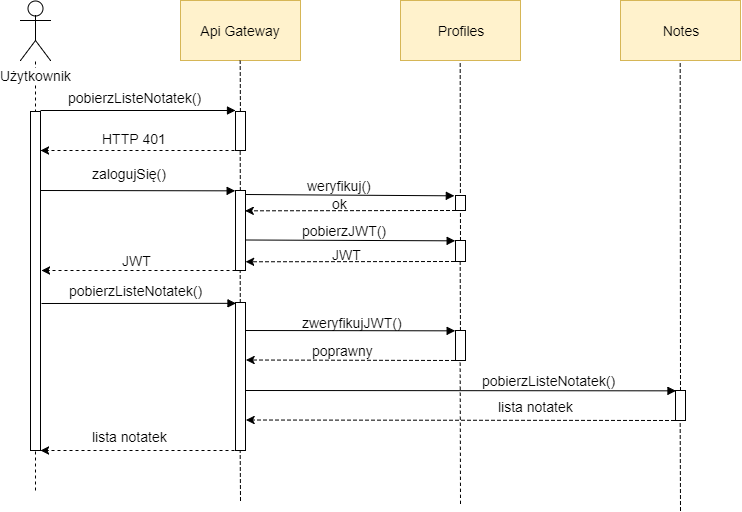 Api Gateway
Profiles
Notes
Użytkownik
pobierzListeNotatek()
HTTP 401
zalogujSię()
weryfikuj()
ok
pobierzJWT()
JWT
JWT
pobierzListeNotatek()
zweryfikujJWT()
poprawny
pobierzListeNotatek()
lista notatek
lista notatek